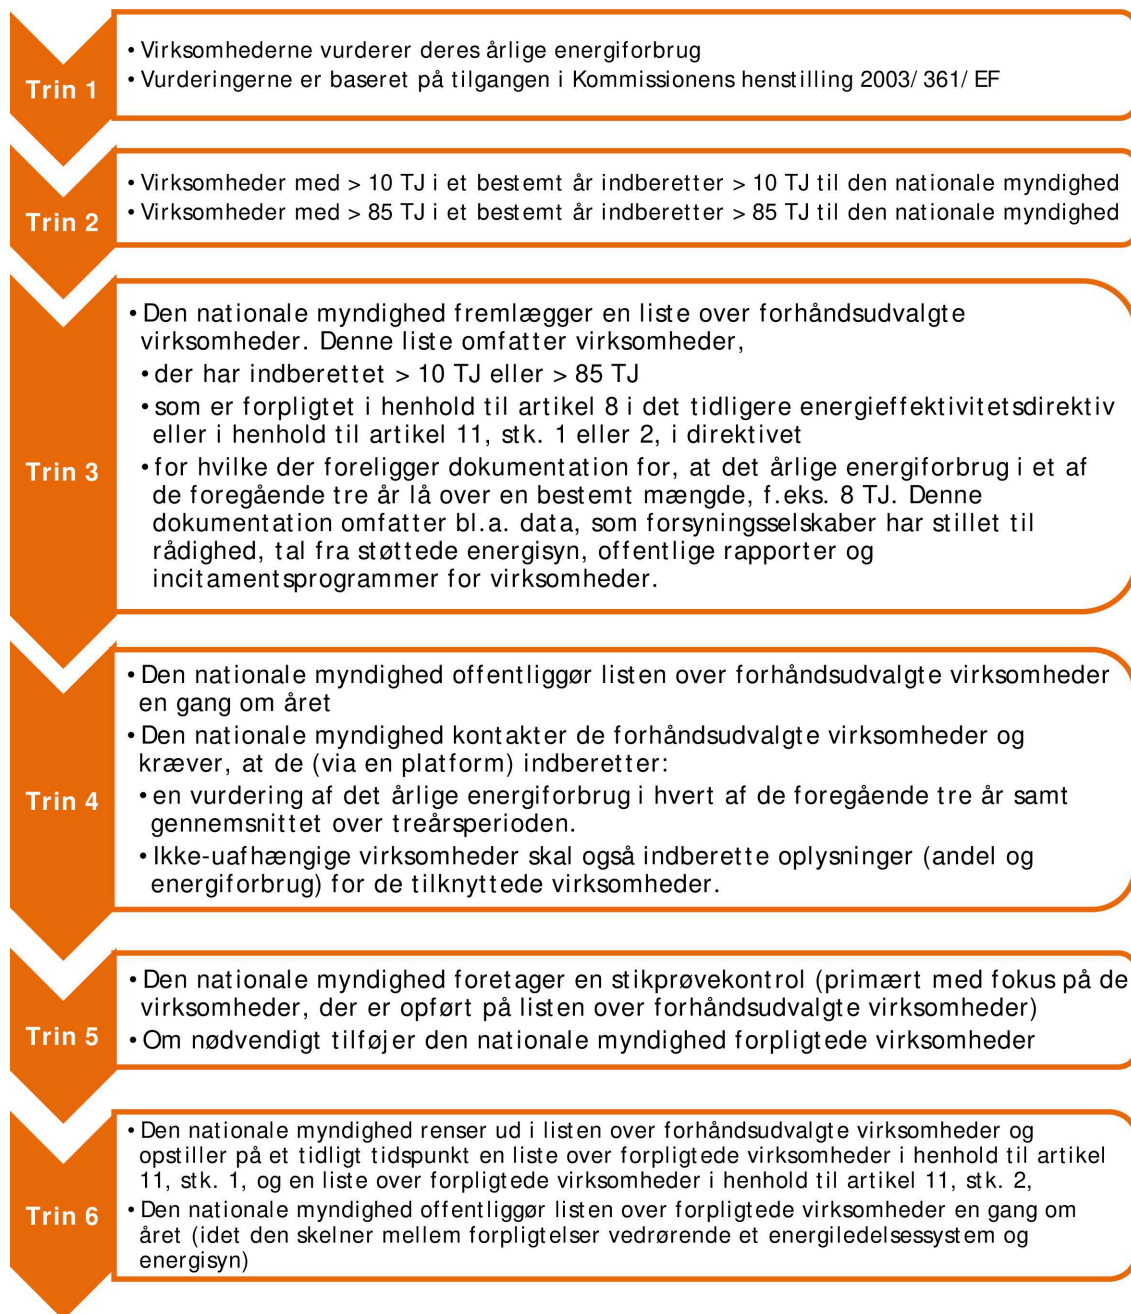 Trin 1
• Virksomhederne vurderer deres årlige energiforbrug
• Vurderingerne er baseret på tilgangen i Kommissionens henstilling 2003/ 361/ EF
Trin 2
• Virksomheder med > 10 TJ i et bestemt år indberetter > 10 TJ til den nationale myndighed
• Virksomheder med > 85 TJ i et bestemt år indberetter > 85 TJ til den nationale myndighed
Trin 3
• Den nationale myndighed fremlægger en liste over forhåndsudvalgte
virksomheder. Denne liste omfatter virksomheder,
• der har indberettet > 10 TJ eller > 85 TJ
• som er forpligtet i henhold til artikel 8 i det tidligere energieffektivitetsdirektiv
eller i henhold til artikel 11, stk. 1 eller 2, i direktivet
• for hvilke der foreligger dokumentation for, at det årlige energiforbrug i et af
de foregående tre år lå over en bestemt mængde, f.eks. 8 TJ. Denne
dokumentation omfatter bl.a. data, som forsyningsselskaber har stillet til
rådighed, tal fra støttede energisyn, offentlige rapporter og
incitamentsprogrammer for virksomheder.
Trin 4
• Den nationale myndighed offentliggør listen over forhåndsudvalgte virksomheder
en gang om året
• Den nationale myndighed kontakter de forhåndsudvalgte virksomheder og
kræver, at de (via en platform) indberetter:
• en vurdering af det årlige energiforbrug i hvert af de foregående tre år samt
gennemsnittet over treårsperioden.
• Ikke-uafhængige virksomheder skal også indberette oplysninger (andel og
energiforbrug) for de tilknyttede virksomheder.
Trin 5
• Den nationale myndighed foretager en stikprøvekontrol (primært med fokus på de
virksomheder, der er opført på listen over forhåndsudvalgte virksomheder)
• Om nødvendigt tilføjer den nationale myndighed forpligtede virksomheder
Trin 6
• Den nationale myndighed renser ud i listen over forhåndsudvalgte virksomheder og
opstiller på et tidligt tidspunkt en liste over forpligtede virksomheder i henhold til artikel
11, stk. 1, og en liste over forpligtede virksomheder i henhold til artikel 11, stk. 2,
• Den nationale myndighed offentliggør listen over forpligtede virksomheder en gang om
året (idet den skelner mellem forpligtelser vedrørende et energiledelsessystem og
energisyn)